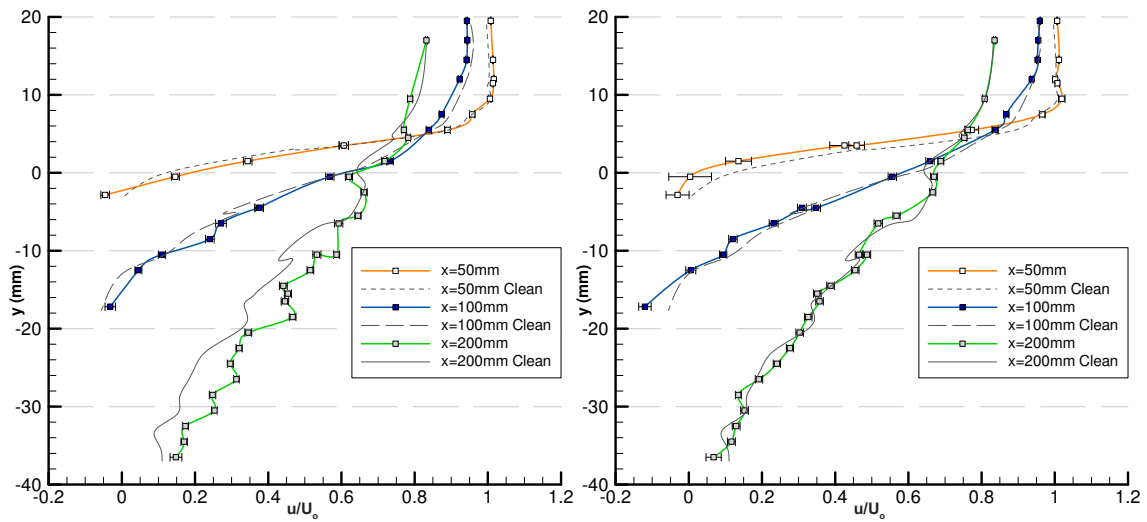 20
10
0
-10
-20
-30
-40
y (mm)
-0.2 0 0.2 0.4 0.6 0.8 1 1.2
u/Uₒ
x=50mm
x=50mm Clean
x=100mm
x=100mm Clean
x=200mm
x=200mm Clean
20
10
0
-10
-20
-30
-40
y (mm)
-0.2 0 0.2 0.4 0.6 0.8 1 1.2
u/Uₒ
x=50mm
x=50mm Clean
x=100mm
x=100mm Clean
x=200mm
x=200mm Clean